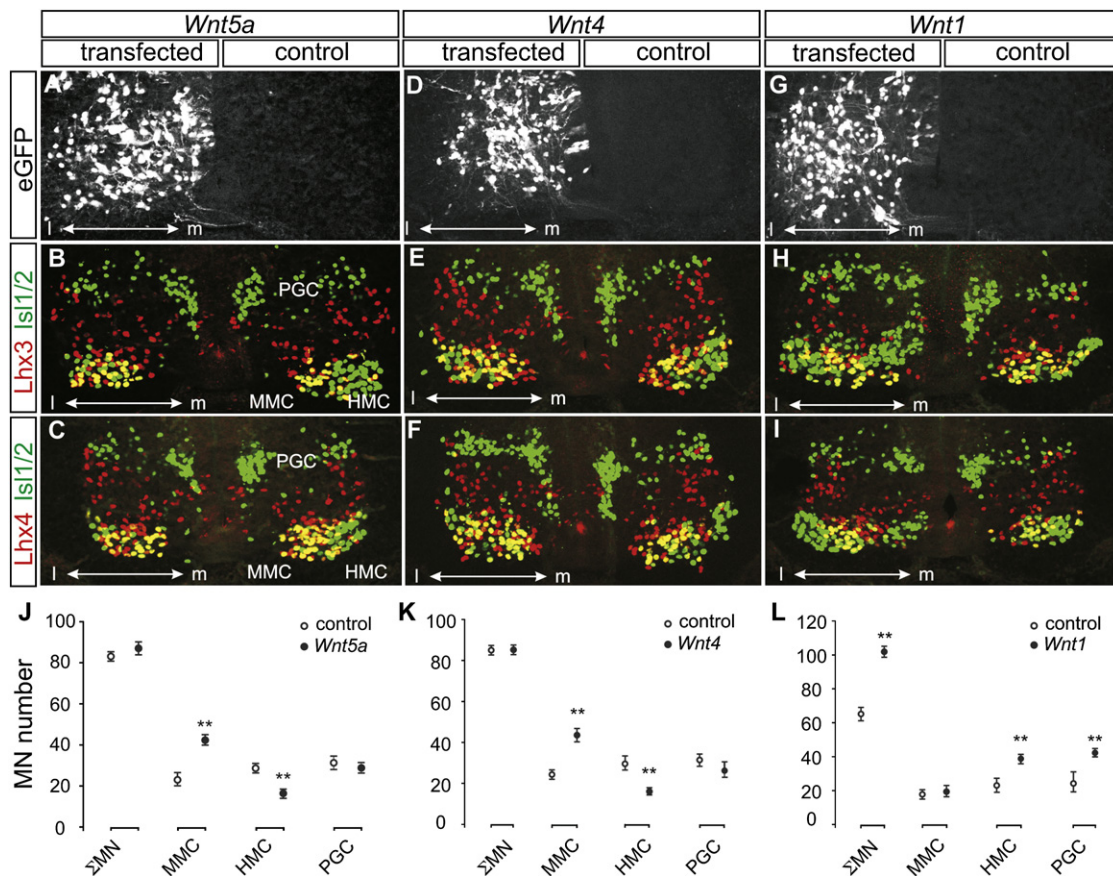 Wnt5a Wnt4 Wnt1
transfected control transfected control transfected control
eGFP
A D G
l m l m l m
Lhx3 Isl1/2
B E H
PGC
MMC HMC
l m l m l m
Lhx4 Isl1/2
C F I
PGC
MMC HMC
l m l m l m
J K L
control control control
Wnt5a Wnt4 Wnt1
MN number
100 100 120
80 80 100
60 60 80
40 40 60
20 20 40
0 0 20
0
** ** ** ** ** ** **
ΣMN MMC HMC PGC ΣMN MMC HMC PGC ΣMN MMC HMC PGC